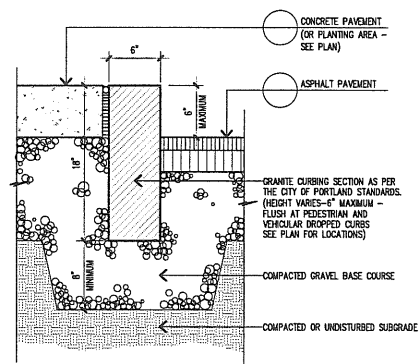 CONCRETE PAVEMENT
(OR PLANTING AREA -
SEE PLAN)
6"
ASPHALT PAVEMENT
6"
MAXIMUM
18"
GRANITE CURBING SECTION AS PER
THE CITY OF PORTLAND STANDARDS.
(HEIGHT VARIES-6" MAXIMUM -
FLUSH AT PEDESTRIAN AND
VEHICULAR DROPPED CURBS
SEE PLAN FOR LOCATIONS)
8"
MINIMUM
COMPACTED GRAVEL BASE COURSE
COMPACTED OR UNDISTURBED SUBGRADE